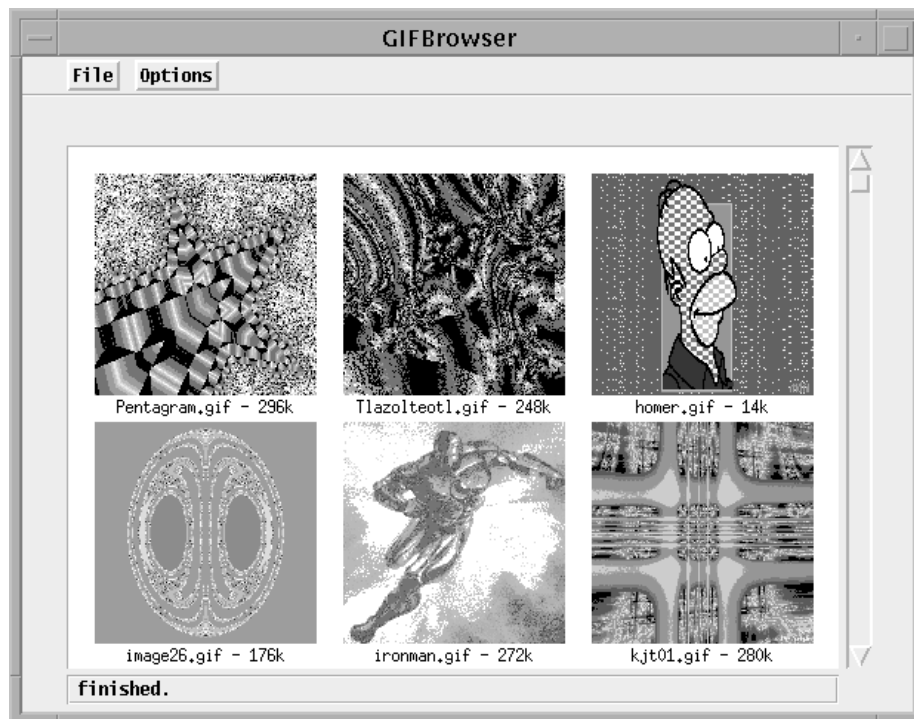 GIFBrowser
File Options
Pentagram.gif - 296k Tlazolteotl.gif - 248k homer.gif - 14k
image26.gif - 176k ironman.gif - 272k kjt01.gif - 280k
finished.